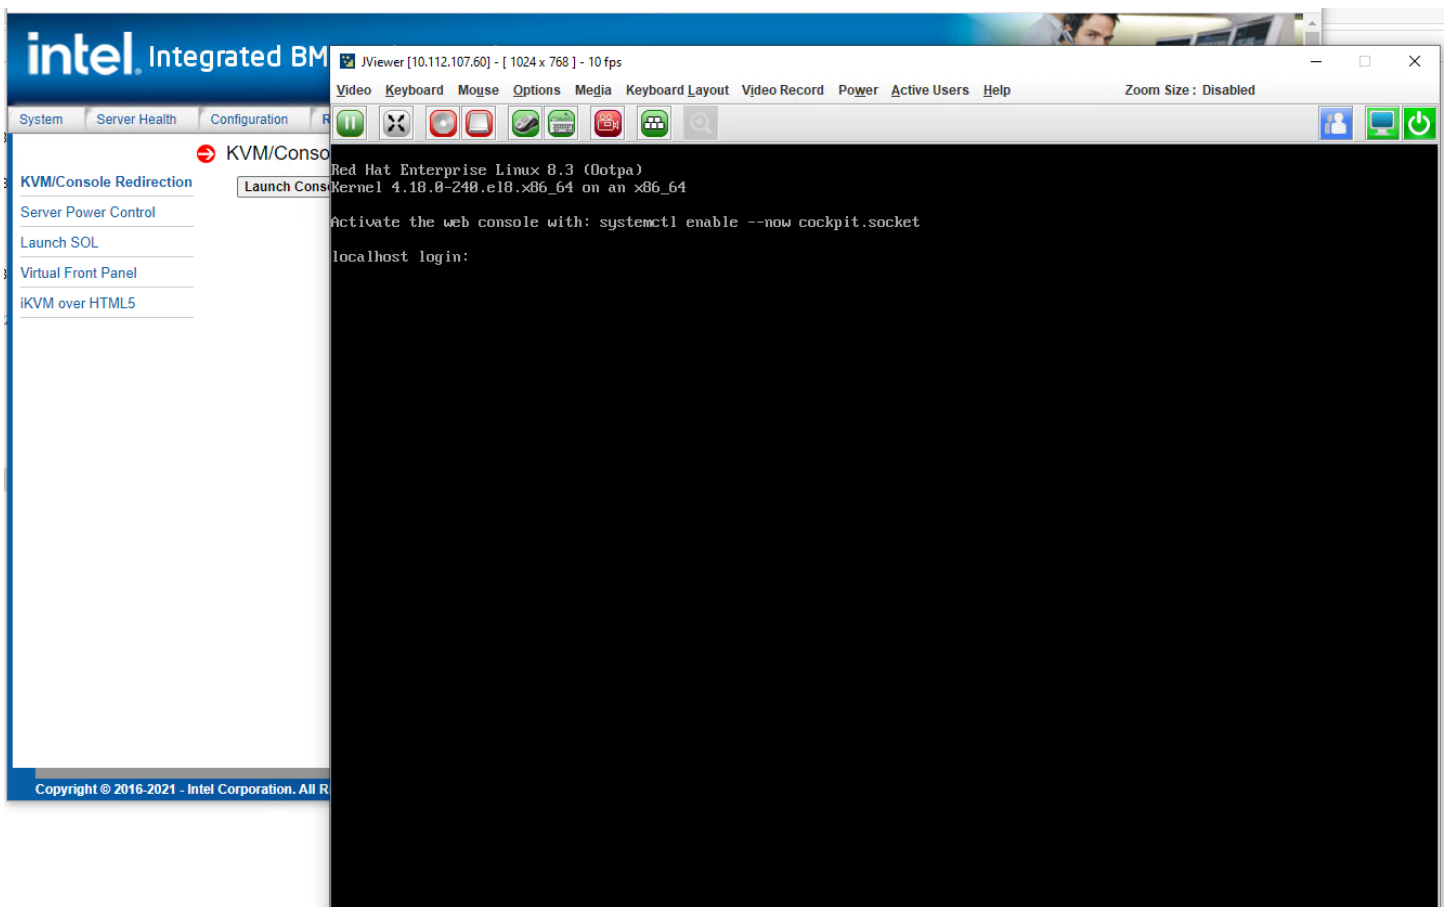 intel. Integrated BM
JViewer [10.112.107.60] - [ 1024 x 768 ] - 10 fps
Video Keyboard Mouse Options Media Keyboard Layout Video Record Power Active Users Help Zoom Size : Disabled
System Server Health Configuration R
KVM/Conso
KVM/Console Redirection
Launch Cons
Server Power Control
Launch SOL
Virtual Front Panel
iKVM over HTML5
Red Hat Enterprise Linux 8.3 (Ootpa)
Kernel 4.18.0-240.el8.x86_64 on an x86_64
Activate the web console with: systemctl enable --now cockpit.socket
localhost login:
Copyright © 2016-2021 - Intel Corporation. All R